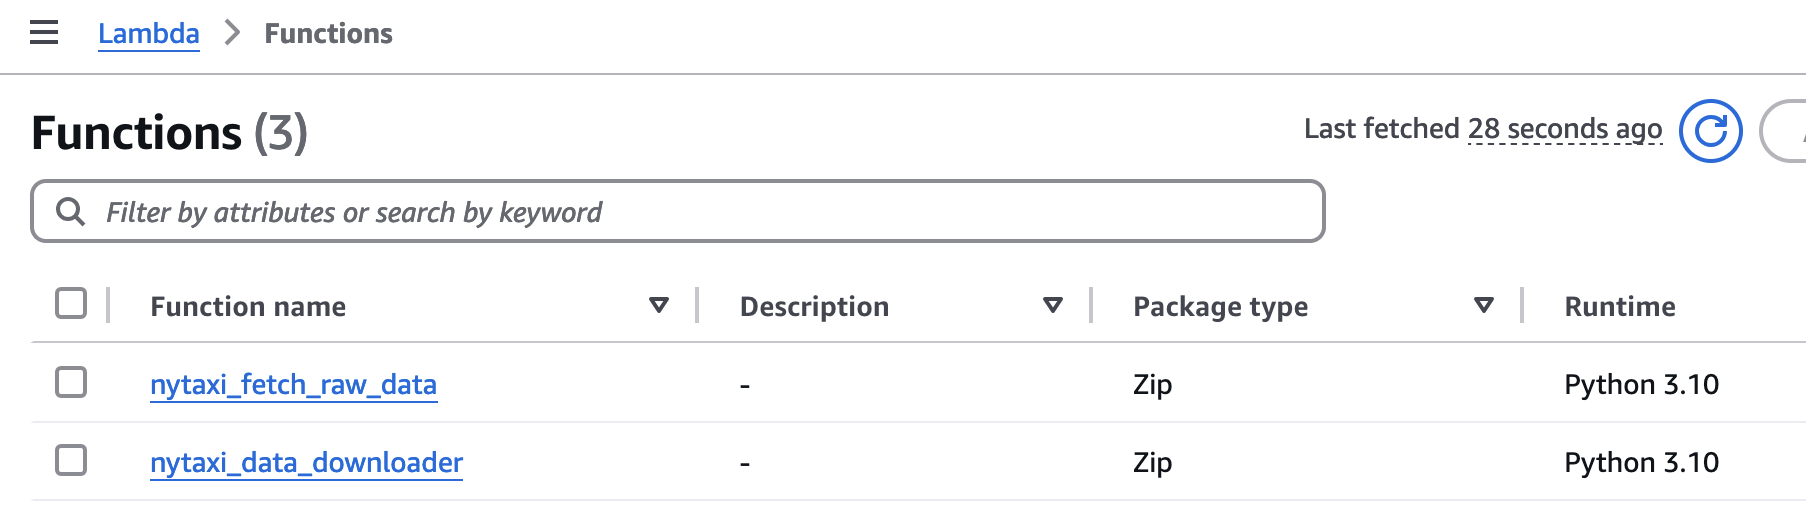 Lambda > Functions
Functions (3)
Last fetched 28 seconds ago
Filter by attributes or search by keyword
Function name Description Package type Runtime
nytaxi_fetch_raw_data - Zip Python 3.10
nytaxi_data_downloader - Zip Python 3.10